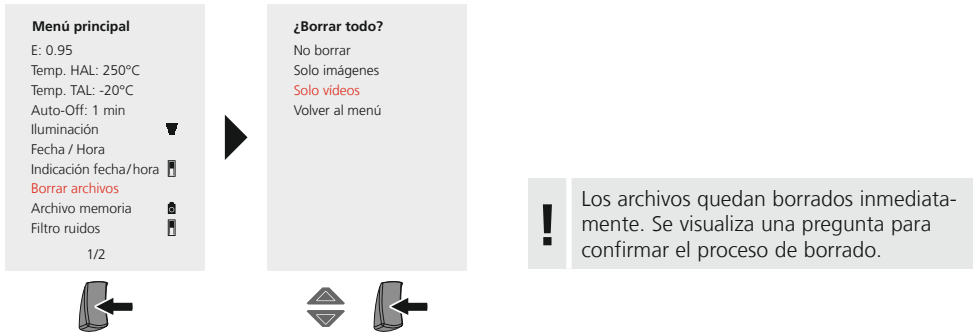 Menú principal
E: 0.95
Temp. HAL: 250°C
Temp. TAL: -20°C
Auto-Off: 1 min
Iluminación
Fecha / Hora
Indicación fecha/hora
Borrar archivos
Archivo memoria
Filtro ruidos
1/2
¿Borrar todo?
No borrar
Solo imágenes
Solo vídeos
Volver al menú
!
Los archivos quedan borrados inmediata-
mente. Se visualiza una pregunta para
confirmar el proceso de borrado.